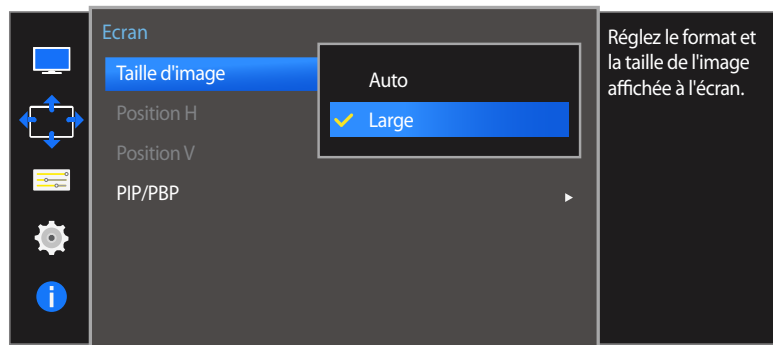 Ecran
Taille d'image
Auto
Position H
Large
Position V
PIP/PBP
Réglez le format et
la taille de l'image
affichée à l'écran.